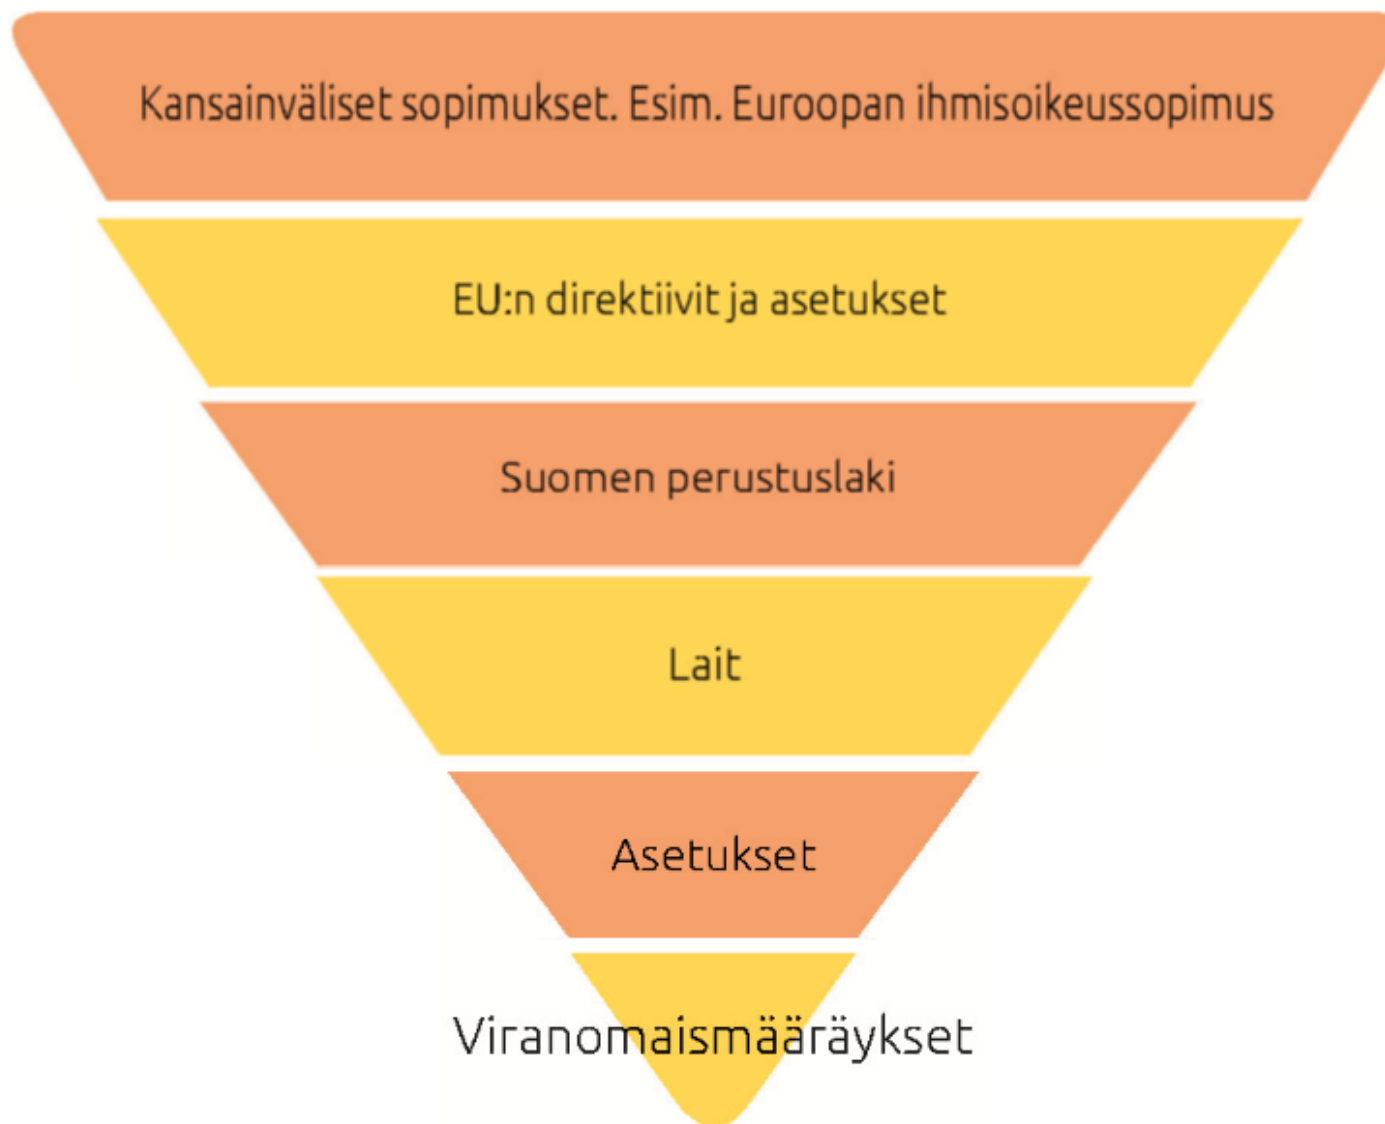 Kansainväliset sopimukset. Esim. Euroopan ihmisoikeussopimus
EU:n direktiivit ja asetukset
Suomen perustuslaki
Lait
Asetukset
Viranomaismääräykset